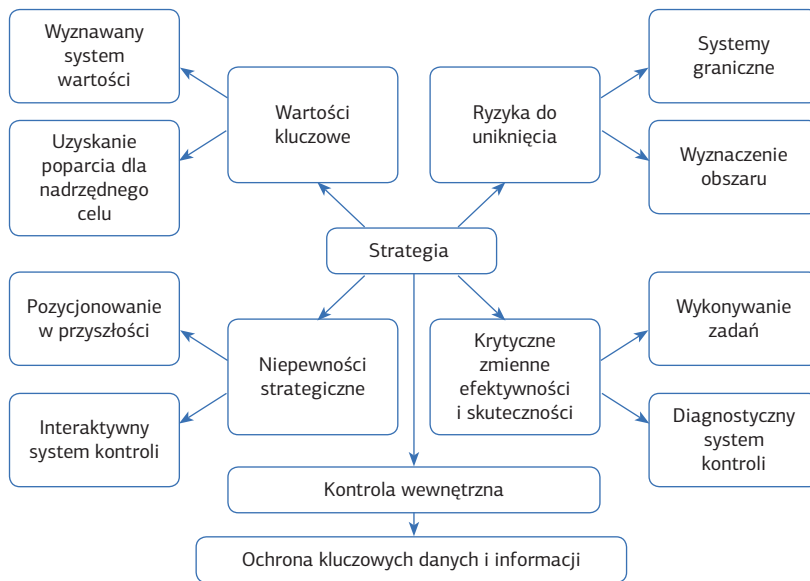 Wyznawany
system
wartości
Wartości
kluczowe
Uzyskanie
poparcia dla
nadrzędnego
celu
Ryzyka do
uniknięcia
Systemy
graniczne
Wyznaczenie
obszaru
Strategia
Pozycjonowanie
w przyszłości
Niepewności
strategiczne
Interaktywny
system kontroli
Krytyczne
zmienne
efektywności
i skuteczności
Wykonywanie
zadań
Diagnostyczny
system
kontroli
Kontrola wewnętrzna
Ochrona kluczowych danych i informacji